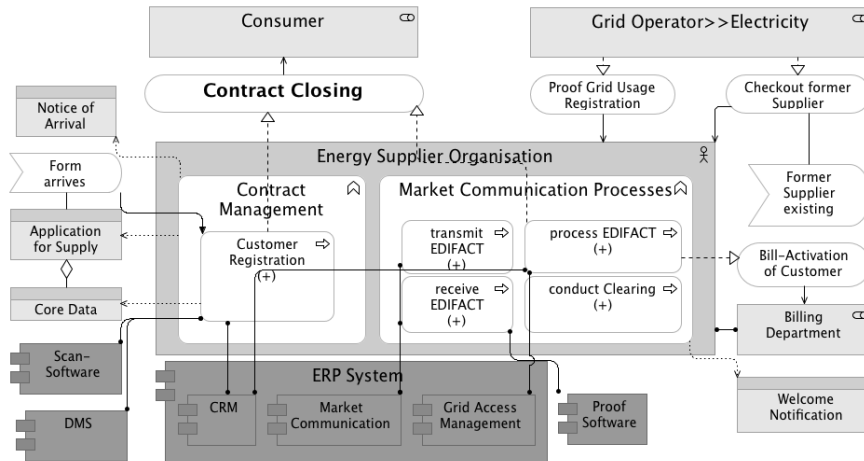 Consumer
Grid Operator>>Electricity
Contract Closing
Proof Grid Usage
Registration
Checkout former
Supplier
Notice of
Arrival
Energy Supplier Organisation
Form
arrives
Contract
Management
Market Communication Processes
Former
Supplier
existing
Application
for Supply
Customer
Registration
(+)
transmit
EDIFACT
(+)
process EDIFACT
(+)
Bill-Activation
of Customer
Core Data
receive
EDIFACT
(+)
conduct Clearing
(+)
Billing
Department
Scan-
Software
ERP System
CRM
Market
Communication
Grid Access
Management
Proof
Software
Welcome
Notification
DMS